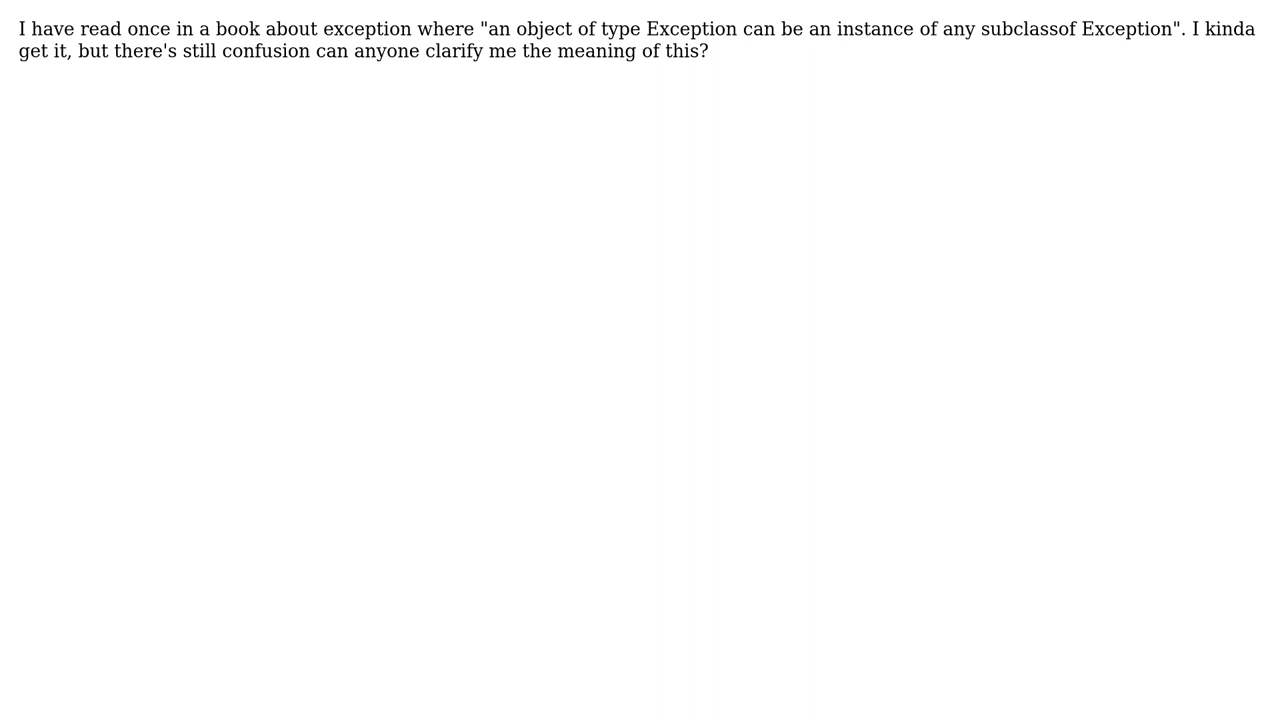 I have read once in a book about exception where "an object of type Exception can be an instance of any subclassof Exception". I kinda
get it, but there's still confusion can anyone clarify me the meaning of this?